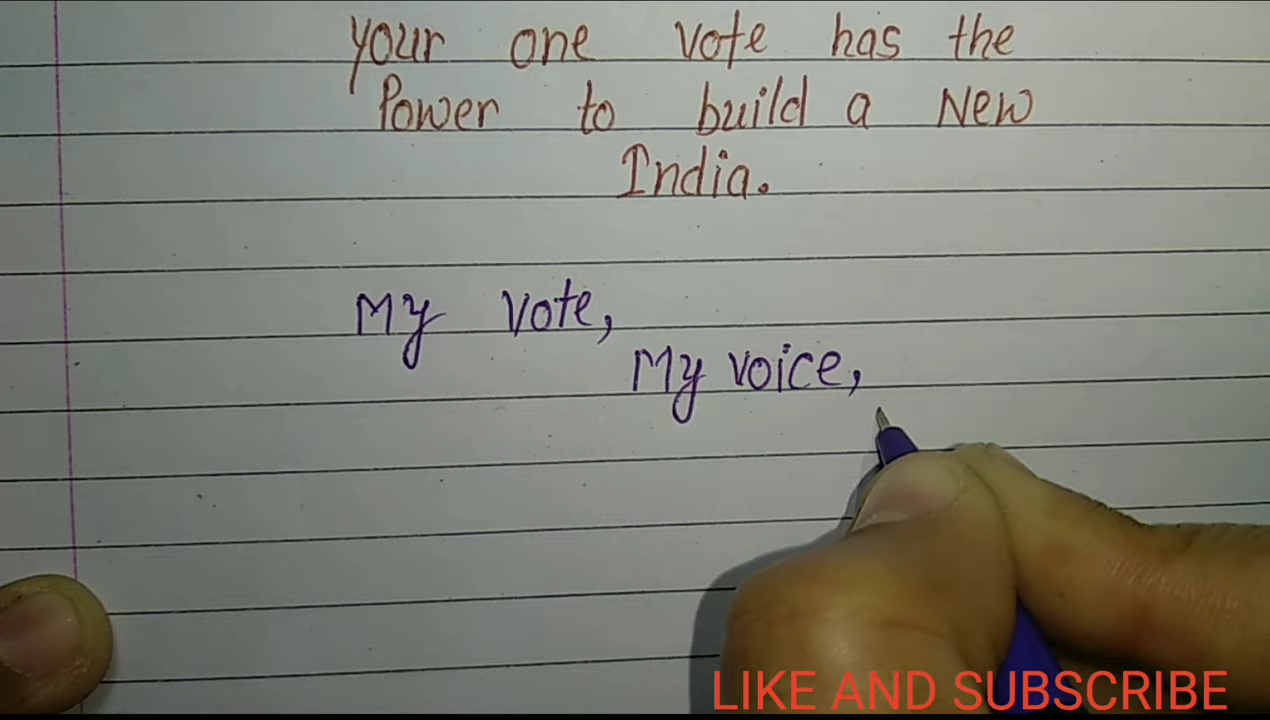 your one vote has the
Power to build a New
India.
My vote,
My voice,
LIKE AND SUBSCRIBE